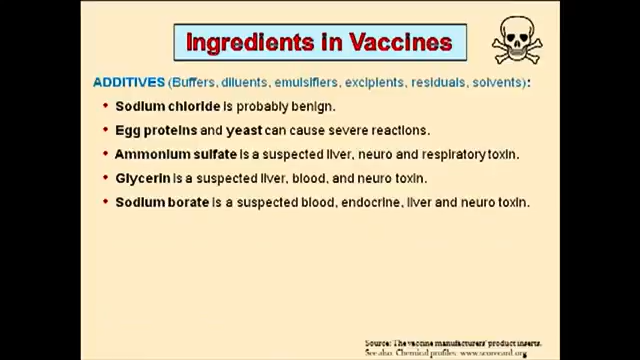 Ingredients in Vaccines
ADDITIVES (Buffers, diluents, emulsifiers, excipients, residuals, solvents):
• Sodium chloride is probably benign.
• Egg proteins and yeast can cause severe reactions.
• Ammonium sulfate is a suspected liver, neuro and respiratory toxin.
• Glycerin is a suspected liver, blood, and neuro toxin.
• Sodium borate is a suspected blood, endocrine, liver and neuro toxin.
Source: The vaccine manufacturers' product inserts.
See also: Chemical profiles: www.scorecard.org